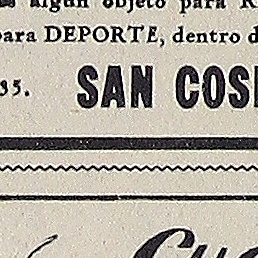 algun objeto para
para DEPORTE, dentro
35. SAN COS